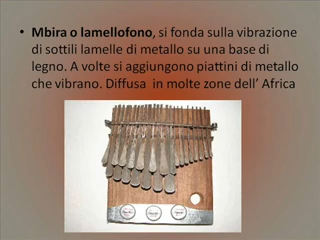 • Mbira o lamellofono, si fonda sulla vibrazione
di sottili lamelle di metallo su una base di
legno. A volte si aggiungono piattini di metallo
che vibrano. Diffusa  in molte zone dell’ Africa